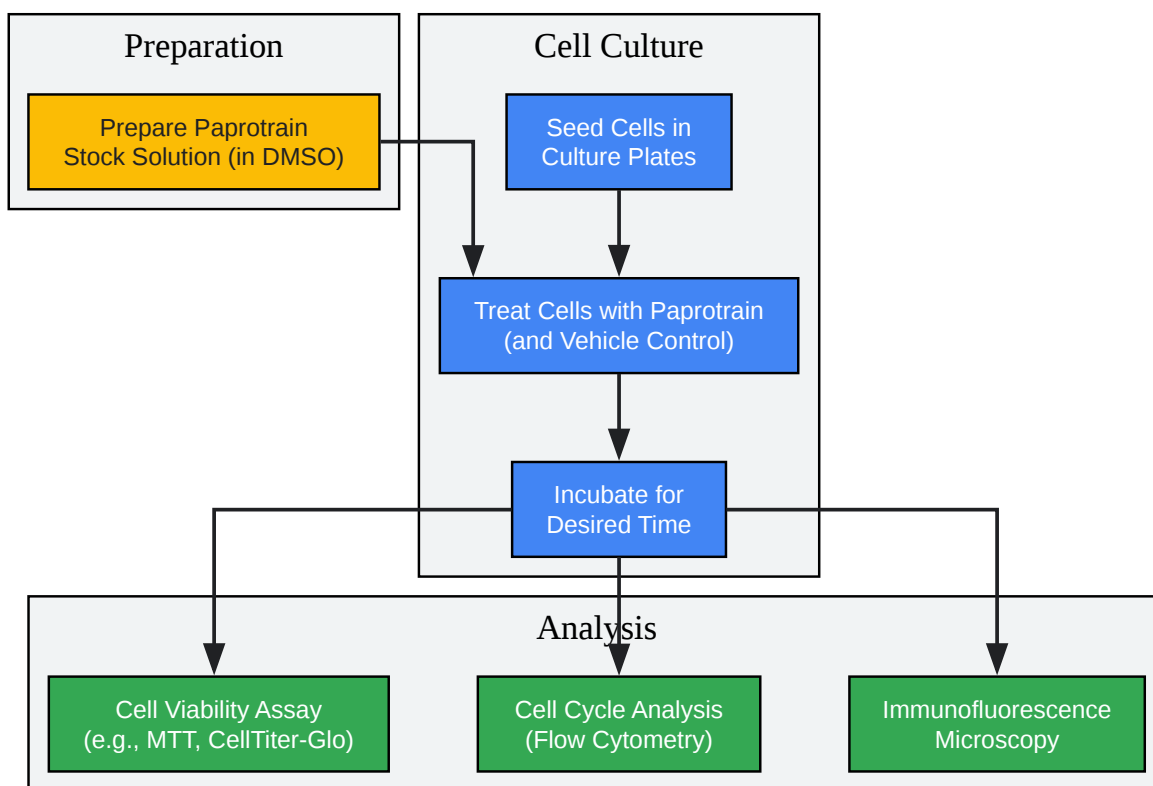 Preparation
Cell Culture
Prepare Paprotrain
Stock Solution (in DMSO)
Seed Cells in
Culture Plates
Treat Cells with Paprotrain
(and Vehicle Control)
Incubate for
Desired Time
Analysis
Cell Viability Assay
(e.g., MTT, CellTiter-Glo)
Cell Cycle Analysis
(Flow Cytometry)
Immunofluorescence
Microscopy